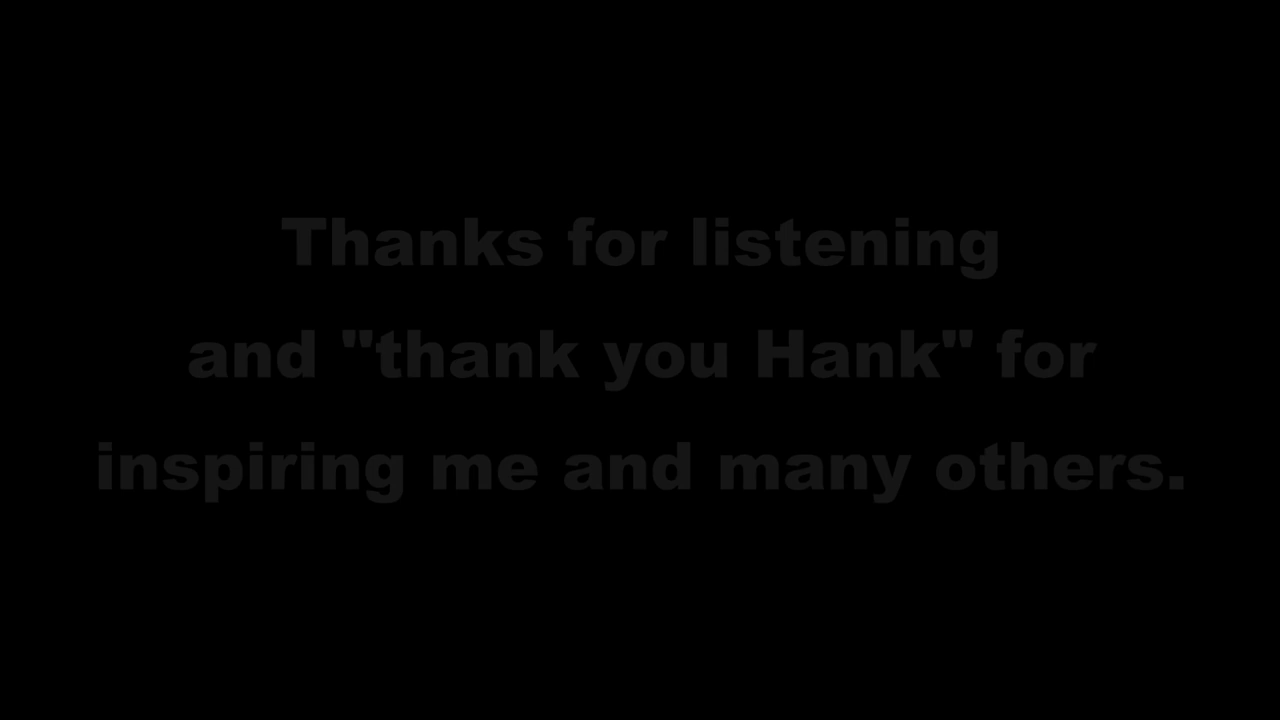 Thanks for listening
and "thank you Hank" for
inspiring me and many others.